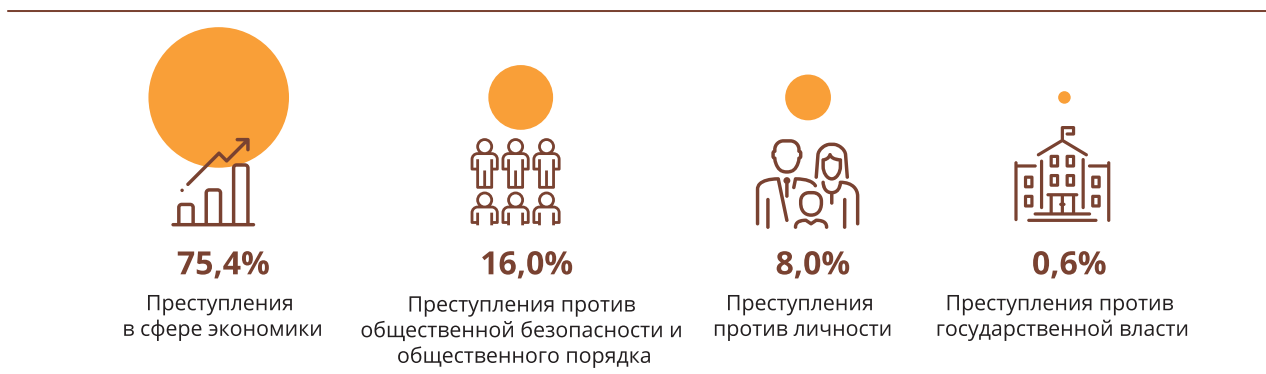 75,4%
Преступления
в сфере экономики
16,0%
Преступления против
общественной безопасности и
общественного порядка
8,0%
Преступления
против личности
0,6%
Преступления против
государственной власти